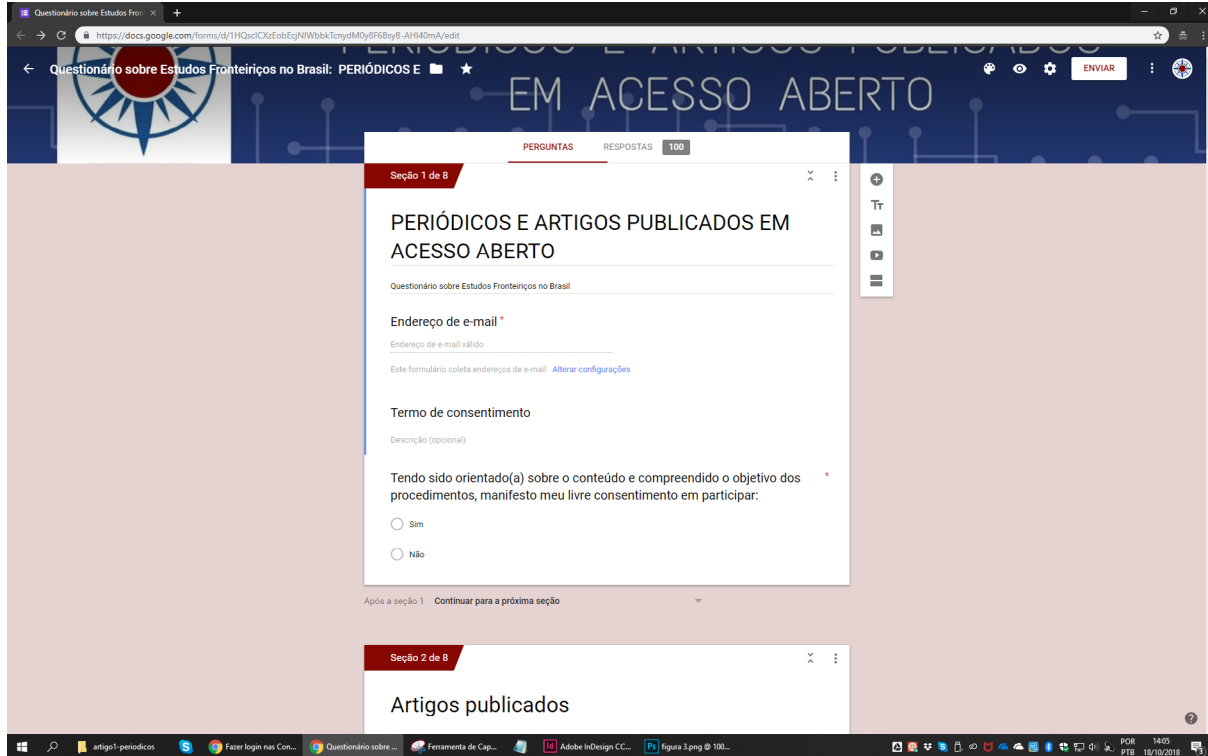 Questionário sobre Estudos Fron
https://docs.google.com/forms/d/1HQsclCXzEobEcjNIWbbkTcnydM0y8F6BsyB-AHI40mA/edit
Questionário sobre Estudos Fronteiriços no Brasil: PERIÓDICOS E
ENVIAR
EM ACESSO ABERTO
PERGUNTAS RESPOSTAS 100
Seção 1 de 8
PERIÓDICOS E ARTIGOS PUBLICADOS EM
ACESSO ABERTO
Questionário sobre Estudos Fronteiriços no Brasil
Endereço de e-mail *
Endereço de e-mail válido
Este formulário coleta endereços de e-mail. Alterar configurações
Termo de consentimento
Descrição (opcional)
Tendo sido orientado(a) sobre o conteúdo e compreendido o objetivo dos *
procedimentos, manifesto meu livre consentimento em participar:
Sim
Não
Após a seção 1 Continuar para a próxima seção
Seção 2 de 8
Artigos publicados
artigo1-periodicos
Fazer login nas Con...
Questionário sobre ...
Ferramenta de Cap...
Adobe InDesign CC...
figura 3.png @ 100...
POR
PTB
14:05
18/10/2018